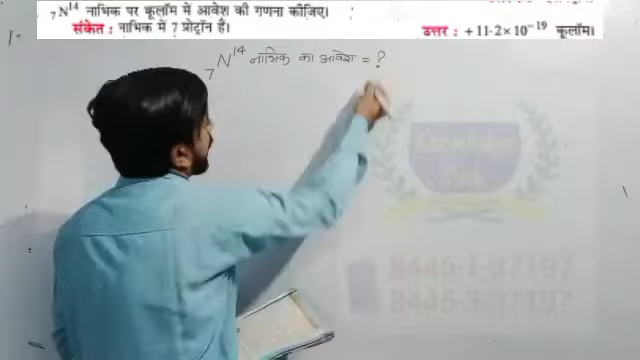 ₇N¹⁴ नाभिक पर कूलॉम में आवेश की गणना कीजिए।
संकेत : नाभिक में 7 प्रोट्रॉन हैं।
उत्तर : +11·2×10⁻¹⁹ कूलॉम।
₇N¹⁴ नाभिक का आवेश = ?
Knowledge
8445-1-37197
8445-3-37197